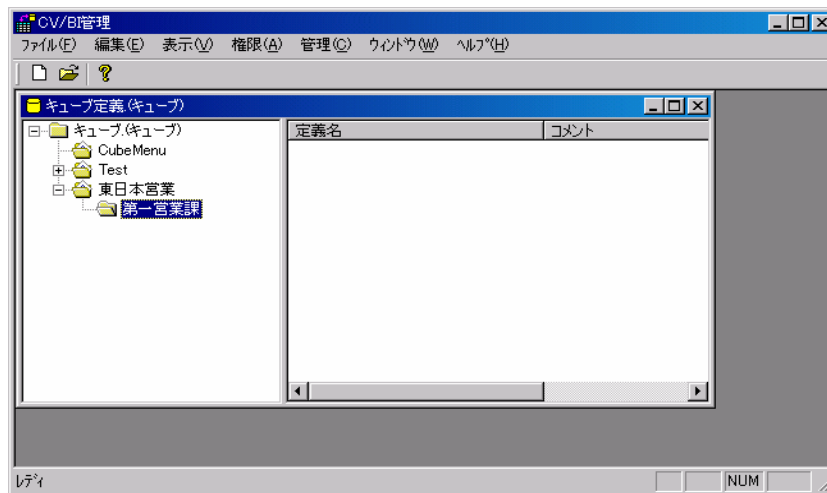 CV/BI管理
ファイル(F) 編集(E) 表示(V) 権限(A) 管理(C) ウィンドウ(W) ヘルプ(H)
キューブ定義.(キューブ)
キューブ.(キューブ)
CubeMenu
Test
東日本営業
第一営業課
定義名 コメント
レディ NUM